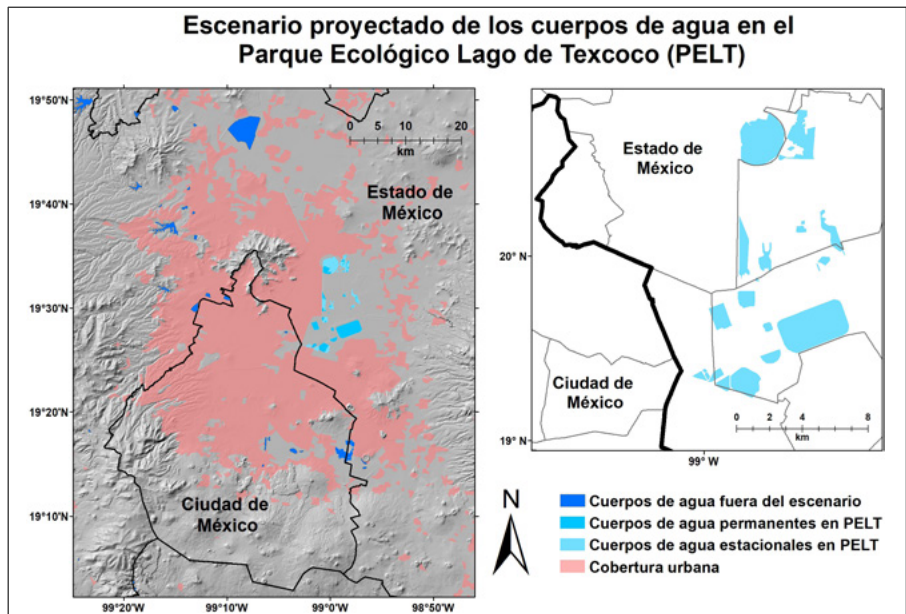 Escenario proyectado de los cuerpos de agua en el
Parque Ecológico Lago de Texcoco (PELT)
19°50'N
19°40'N
19°30'N
19°20'N
19°10'N
99°20'W
99°10'W
99°0'W
98°50'W
0 5 10 20
km
Estado de
México
Ciudad de
México
Estado de
México
Ciudad de
México
20° N
19° N
99° W
0 2 4 8
km
N
Cuerpos de agua fuera del escenario
Cuerpos de agua permanentes en PELT
Cuerpos de agua estacionales en PELT
Cobertura urbana